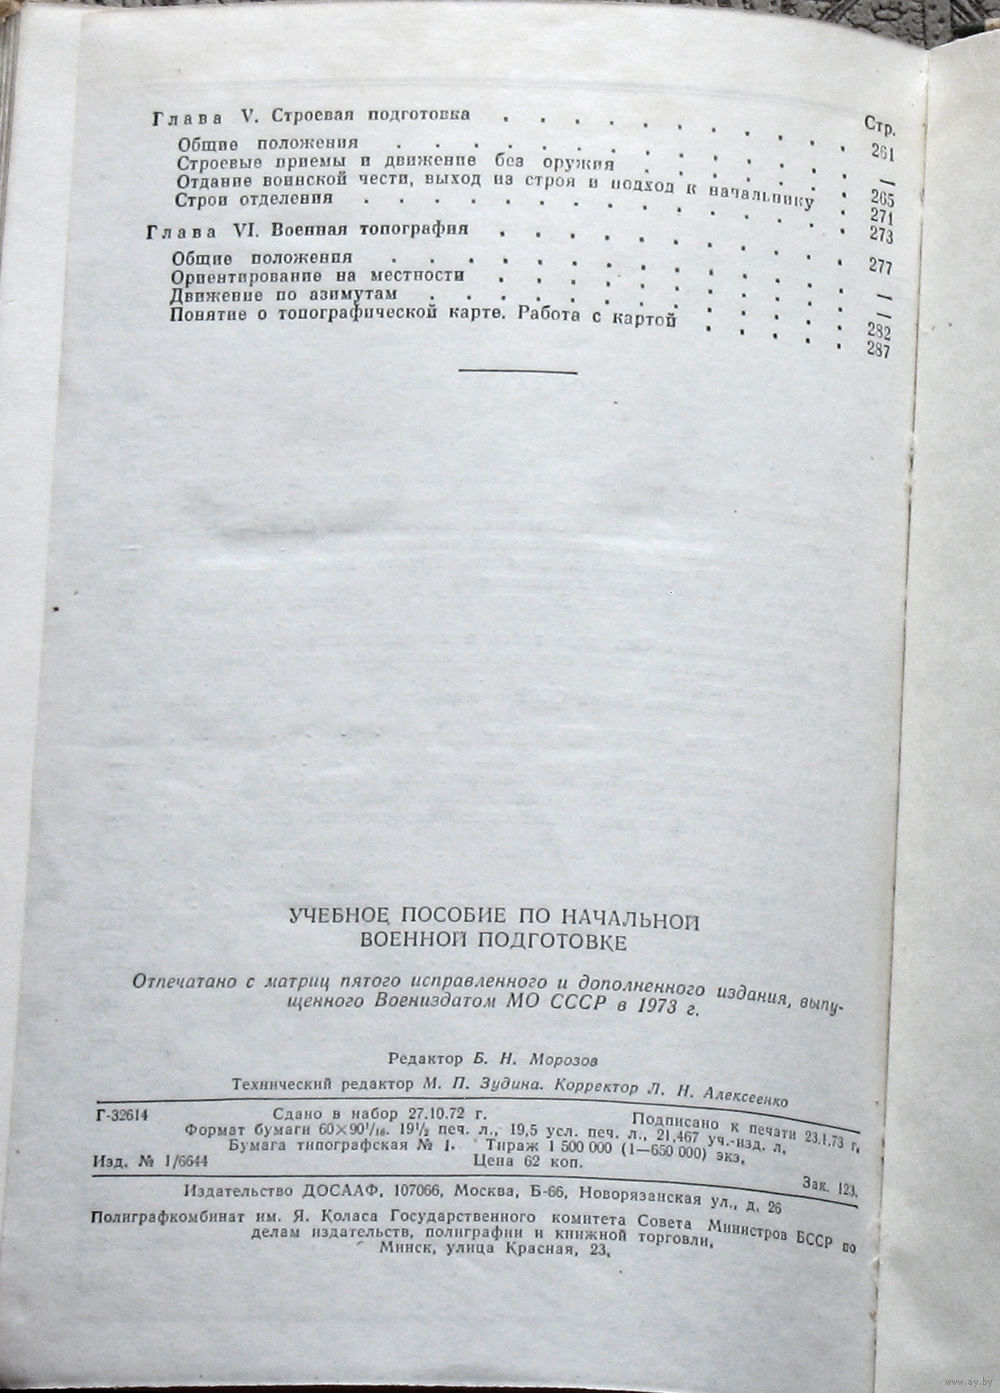 Стр.
Глава V. Строевая подготовка . . . . . . . . . . . 261
Общие положения . . . . . . . . . . . . . —
Строевые приемы и движение без оружия . . . . . . . 265
Отдание воинской чести, выход из строя и подход к начальнику . 271
Строи отделения . . . . . . . . . . . . . . 273
Глава VI. Военная топография . . . . . . . . . . . 277
Общие положения . . . . . . . . . . . . . —
Ориентирование на местности . . . . . . . . . . . —
Движение по азимутам . . . . . . . . . . . . 282
Понятие о топографической карте. Работа с картой . . . . . 287
УЧЕБНОЕ ПОСОБИЕ ПО НАЧАЛЬНОЙ
ВОЕННОЙ ПОДГОТОВКЕ
Отпечатано с матриц пятого исправленного и дополненного издания, выпу-
щенного Воениздатом МО СССР в 1973 г.
Редактор Б. Н. Морозов
Технический редактор М. П. Зудина. Корректор Л. Н. Алексеенко
Г-32614 Сдано в набор 27.10.72 г. Подписано к печати 23.1.73 г.
Формат бумаги 60×90¹/₁₆. 19¹/₂ печ. л., 19,5 усл. печ. л., 21,467 уч.-изд. л.
Бумага типографская № 1. Тираж 1 500 000 (1—650 000) экз.
Изд. № 1/6644 Цена 62 коп. Зак. 123.
Издательство ДОСААФ, 107066, Москва, Б-66, Новорязанская ул., д. 26
Полиграфкомбинат им. Я. Коласа Государственного комитета Совета Министров БССР по
делам издательств, полиграфии и книжной торговли.
Минск, улица Красная, 23.
www.ay.by